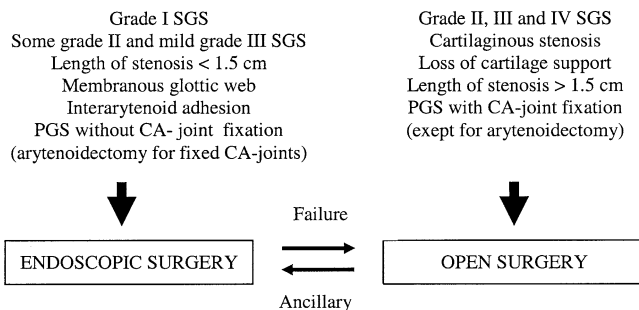 Grade I SGS
Some grade II and mild grade III SGS
Length of stenosis < 1.5 cm
Membranous glottic web
Interarytenoid adhesion
PGS without CA- joint fixation
(arytenoidectomy for fixed CA-joints)
Grade II, III and IV SGS
Cartilaginous stenosis
Loss of cartilage support
Length of stenosis > 1.5 cm
PGS with CA-joint fixation
(exept for arytenoidectomy)
Failure
ENDOSCOPIC SURGERY
OPEN SURGERY
Ancillary